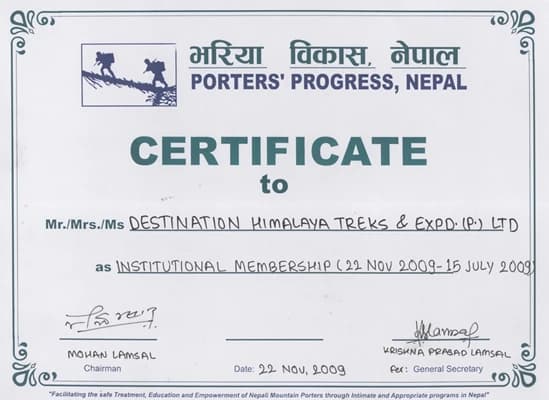 भरिया विकास, नेपाल
PORTERS' PROGRESS, NEPAL
CERTIFICATE
to
Mr./Mrs./Ms DESTINATION HIMALAYA TREKS & EXPD.(P.) LTD
as INSTITUTIONAL MEMBERSHIP (22 NOV 2009-15 JULY 2009)
MOHAN LAMSAL KRISHNA PRASAD LAMSAL
Chairman Date: 22 NOV, 2009 For: General Secretary
"Facilitating the safe Treatment, Education and Empowerment of Nepali Mountain Porters through Intimate and Appropriate programs in Nepal"